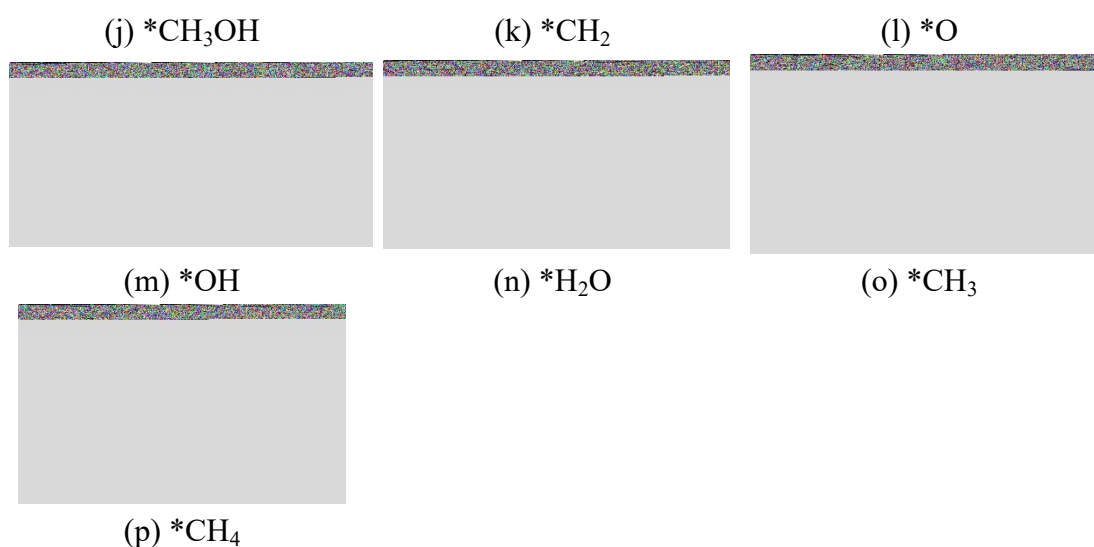 (j) *CH₃OH (k) *CH₂ (l) *O
(m) *OH (n) *H₂O (o) *CH₃
(p) *CH₄